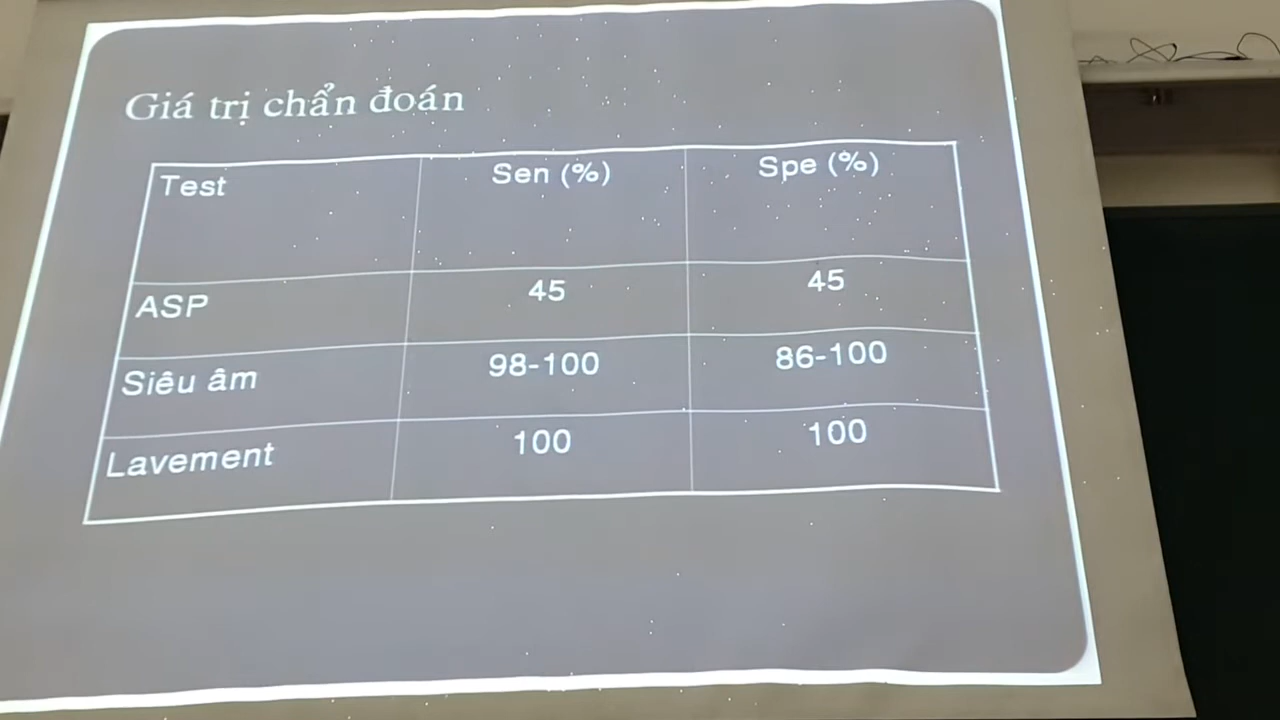 Giá trị chẩn đoán
Test Sen (%) Spe (%)
ASP 45 45
Siêu âm 98-100 86-100
Lavement 100 100